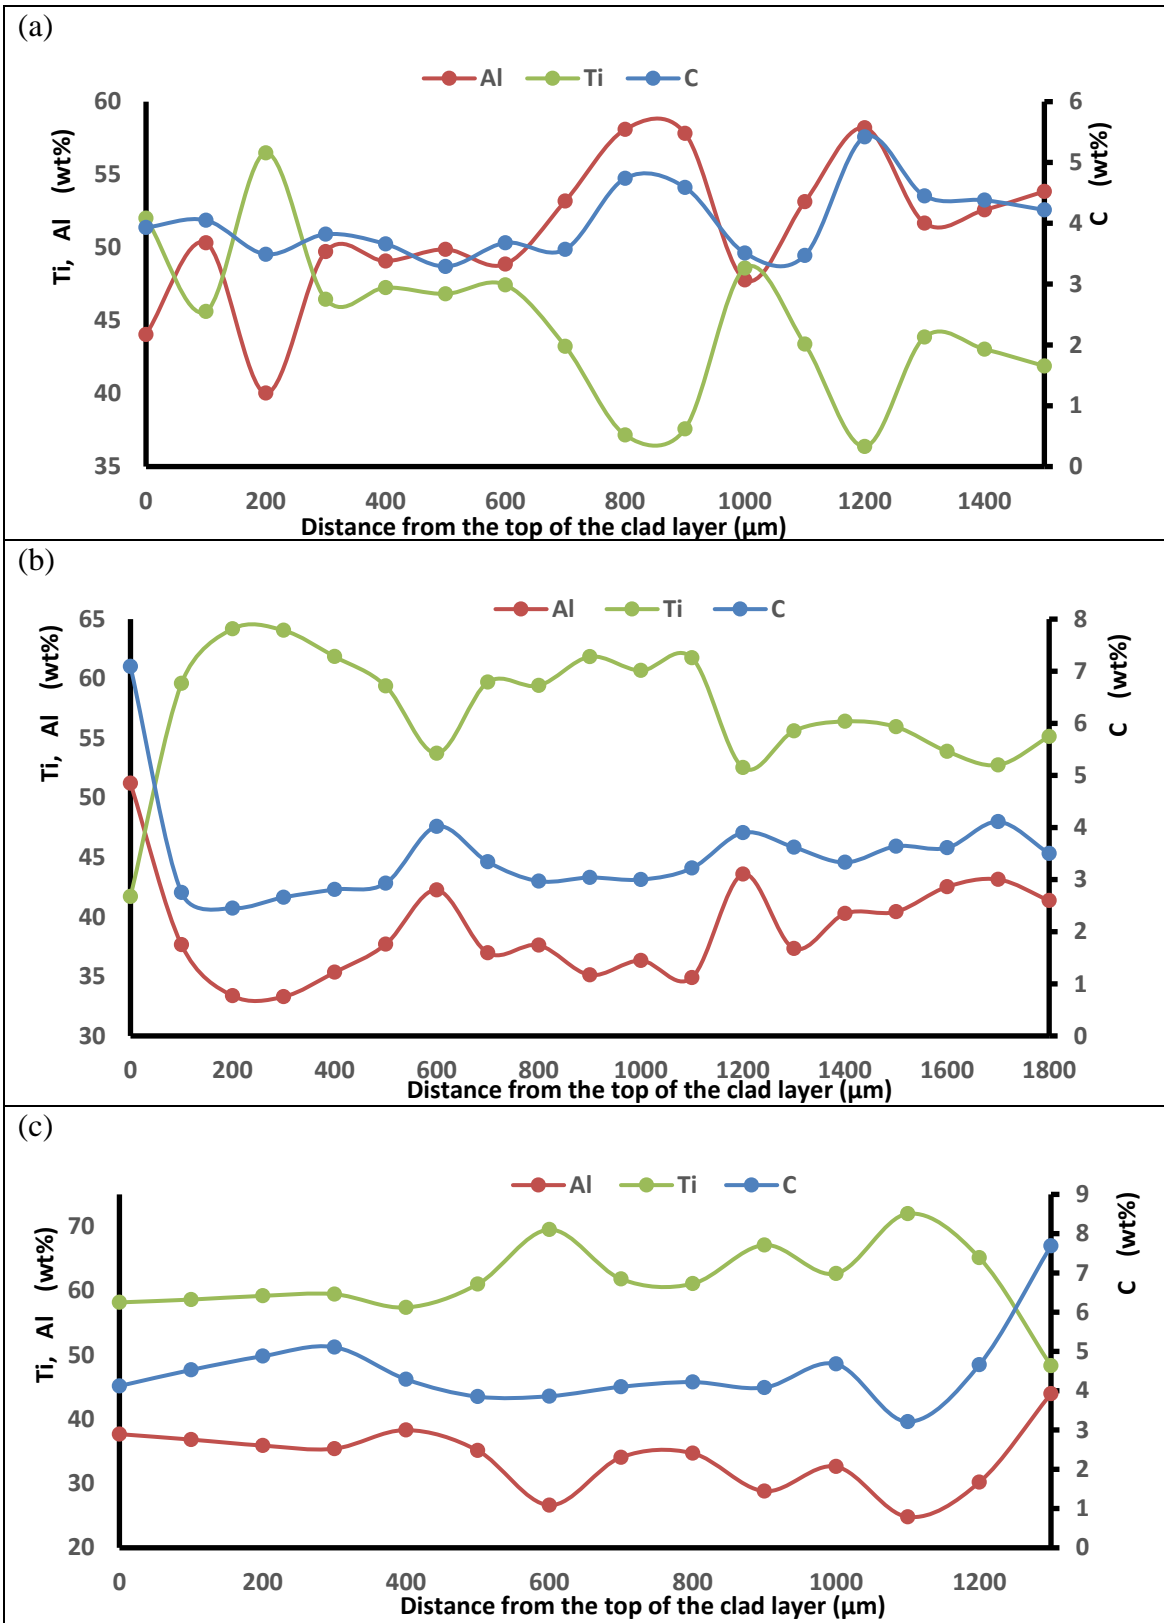 (a)
Al Ti C
Ti, Al (wt%)
60
55
50
45
40
35
C (wt%)
6
5
4
3
2
1
0
0 200 400 600 800 1000 1200 1400
Distance from the top of the clad layer (µm)
(b)
Al Ti C
Ti, Al (wt%)
65
60
55
50
45
40
35
30
C (wt%)
8
7
6
5
4
3
2
1
0
0 200 400 600 800 1000 1200 1400 1600 1800
Distance from the top of the clad layer (µm)
(c)
Al Ti C
Ti, Al (wt%)
70
60
50
40
30
20
C (wt%)
9
8
7
6
5
4
3
2
1
0
0 200 400 600 800 1000 1200
Distance from the top of the clad layer (µm)